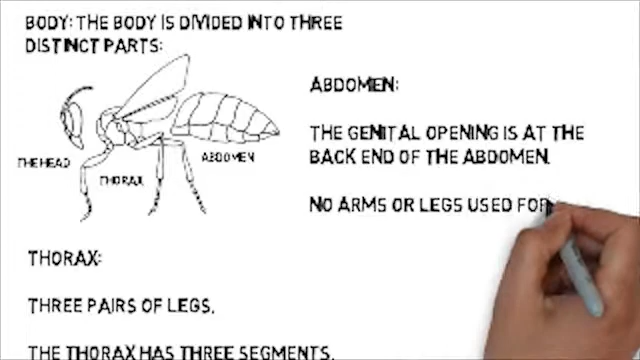 BODY: THE BODY IS DIVIDED INTO THREE
DISTINCT PARTS:
ABDOMEN:
THE GENITAL OPENING IS AT THE
BACK END OF THE ABDOMEN.
NO ARMS OR LEGS USED FOR
THE HEAD
THORAX
ABDOMEN
THORAX:
THREE PAIRS OF LEGS.
THE THORAX HAS THREE SEGMENTS.